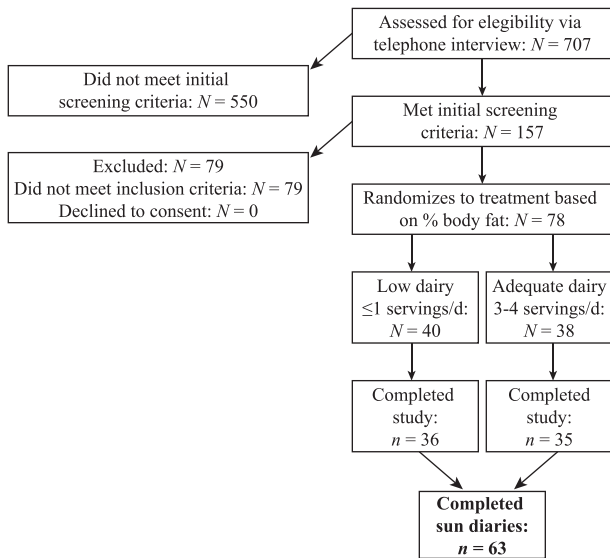 Assessed for elegibility via
telephone interview: N = 707
Did not meet initial
screening criteria: N = 550
Met initial screening
criteria: N = 157
Excluded: N = 79
Did not meet inclusion criteria: N = 79
Declined to consent: N = 0
Randomizes to treatment based
on % body fat: N = 78
Low dairy
≤1 servings/d:
N = 40
Adequate dairy
3-4 servings/d:
N = 38
Completed
study:
n = 36
Completed
study:
n = 35
Completed
sun diaries:
n = 63